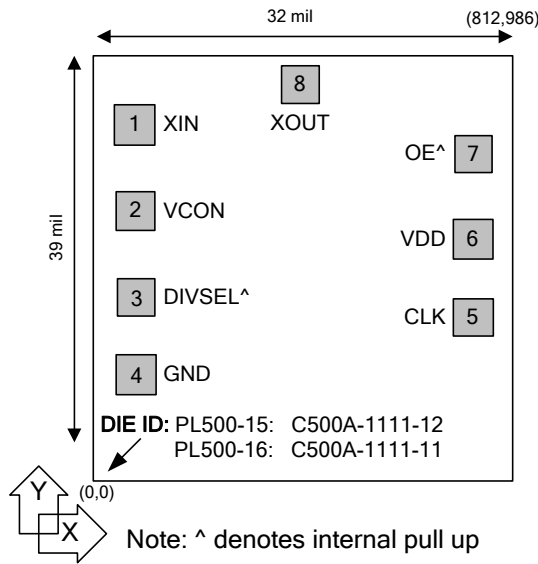 32 mil
(812,986)
39 mil
8
XOUT
1 XIN
OE^ 7
2 VCON
VDD 6
3 DIVSEL^
CLK 5
4 GND
DIE ID: PL500-15: C500A-1111-12
PL500-16: C500A-1111-11
Y
(0,0)
X
Note: ^ denotes internal pull up